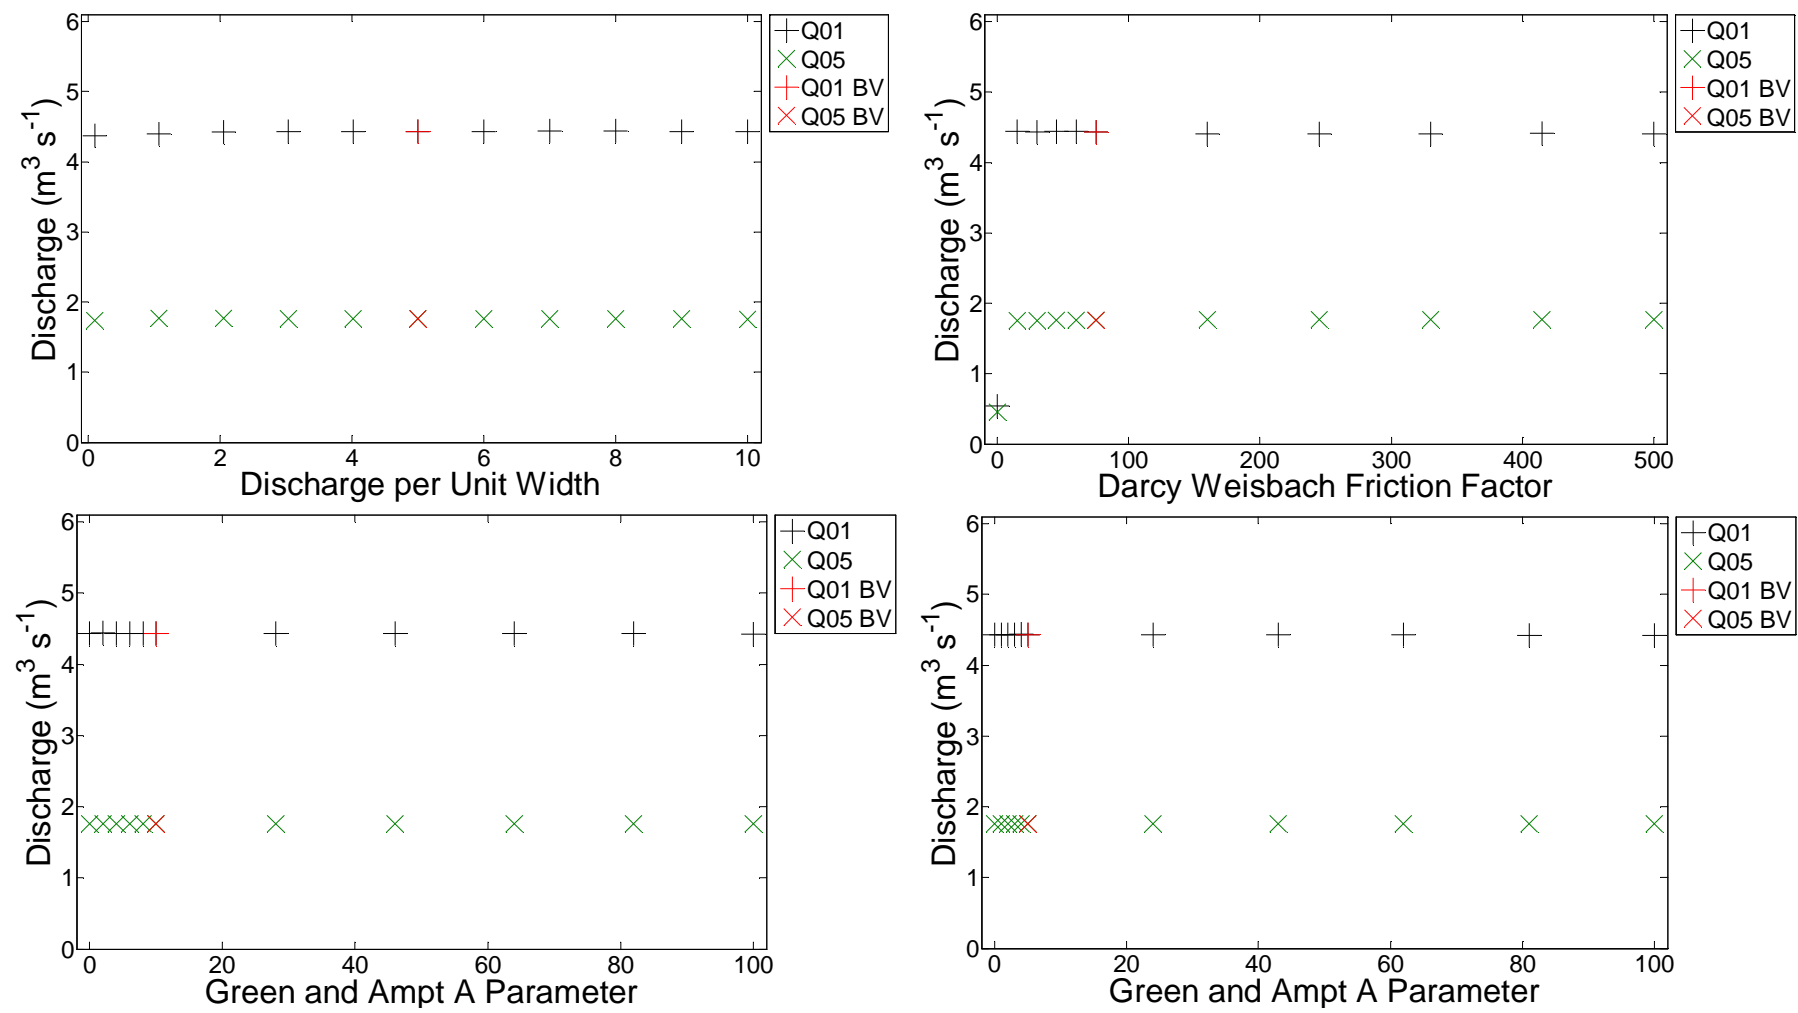 6
5
4
3
2
1
0
0 2 4 6 8 10
Discharge (m3 s-1)
Discharge per Unit Width
Q01
Q05
Q01 BV
Q05 BV
6
5
4
3
2
1
0
0 100 200 300 400 500
Discharge (m3 s-1)
Darcy Weisbach Friction Factor
Q01
Q05
Q01 BV
Q05 BV
6
5
4
3
2
1
0
0 20 40 60 80 100
Discharge (m3 s-1)
Green and Ampt A Parameter
Q01
Q05
Q01 BV
Q05 BV
6
5
4
3
2
1
0
0 20 40 60 80 100
Discharge (m3 s-1)
Green and Ampt A Parameter
Q01
Q05
Q01 BV
Q05 BV